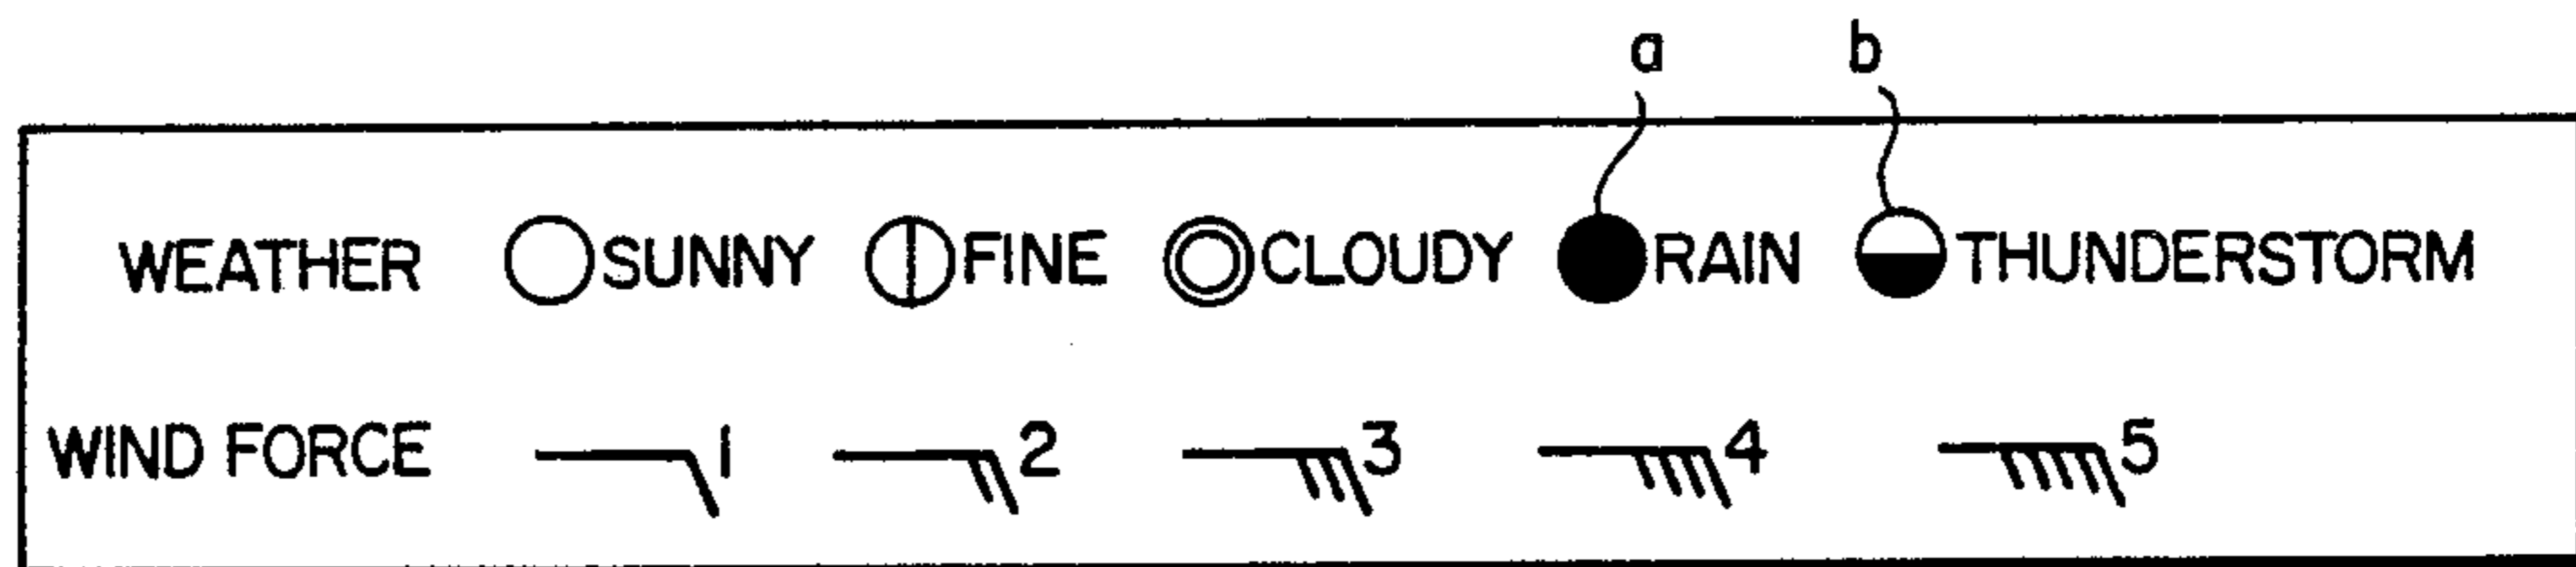 a b
WEATHER SUNNY FINE CLOUDY RAIN THUNDERSTORM
WIND FORCE 1 2 3 4 5